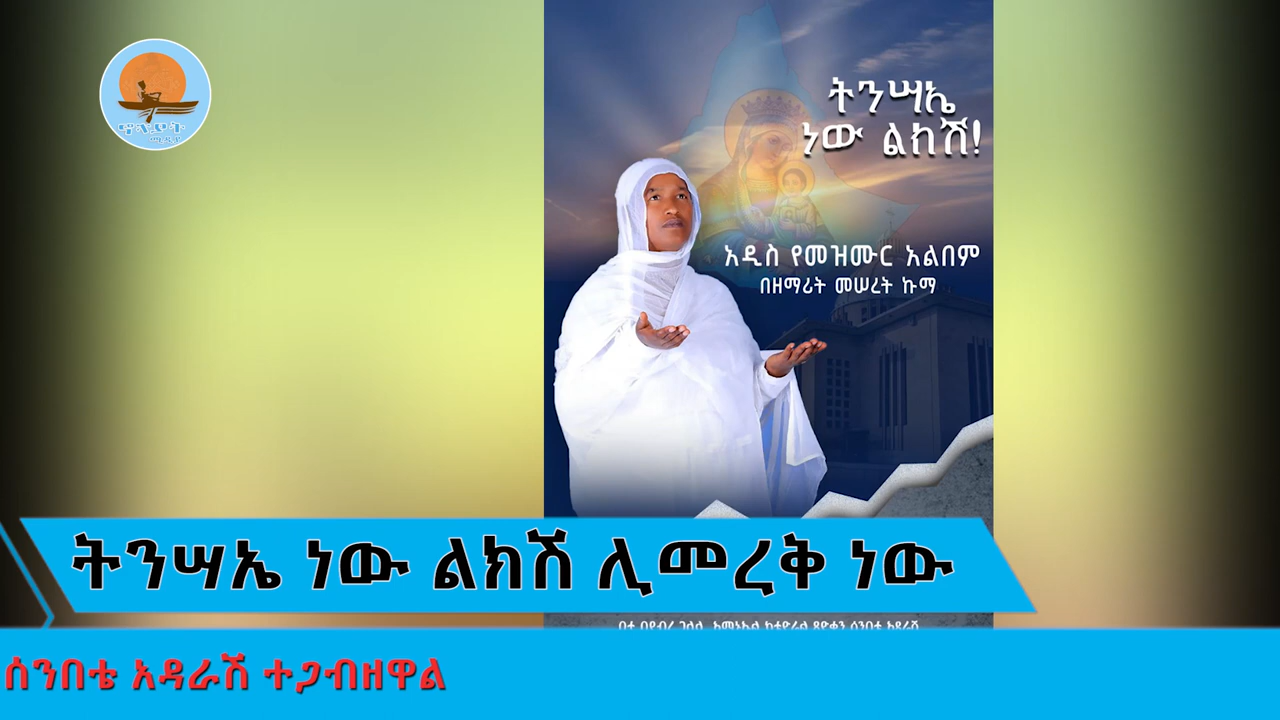 ትንሣኤ
ነው ልክሽ!
አዲስ የመዝሙር አልበም
በዘማሪት መሠረት ኩማ
ትንሣኤ ነው ልክሽ ሊመረቅ ነው
ሰንበቴ አዳራሽ ተጋብዘዋል